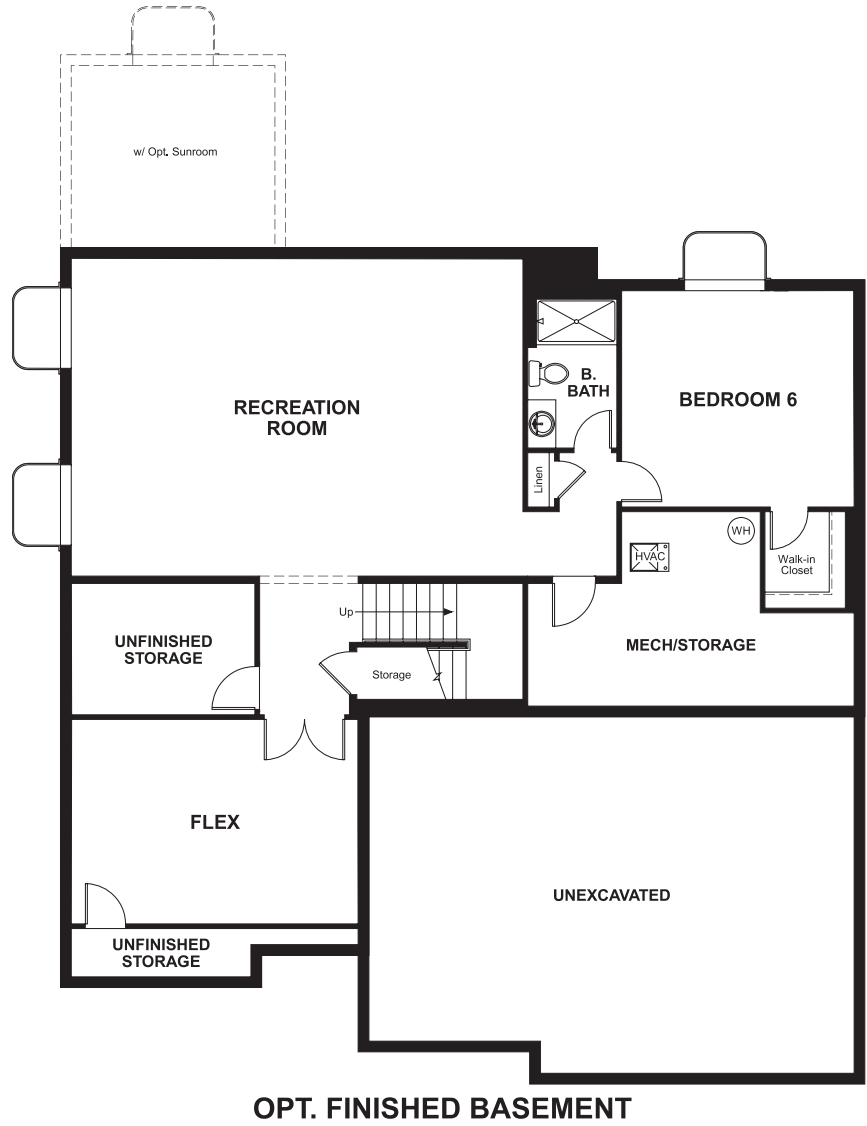 w/ Opt. Sunroom
RECREATION
ROOM
B.
BATH
BEDROOM 6
Linen
WH
HVAC
Walk-in
Closet
Up
UNFINISHED
STORAGE
MECH/STORAGE
Storage
FLEX
UNEXCAVATED
UNFINISHED
STORAGE
OPT. FINISHED BASEMENT